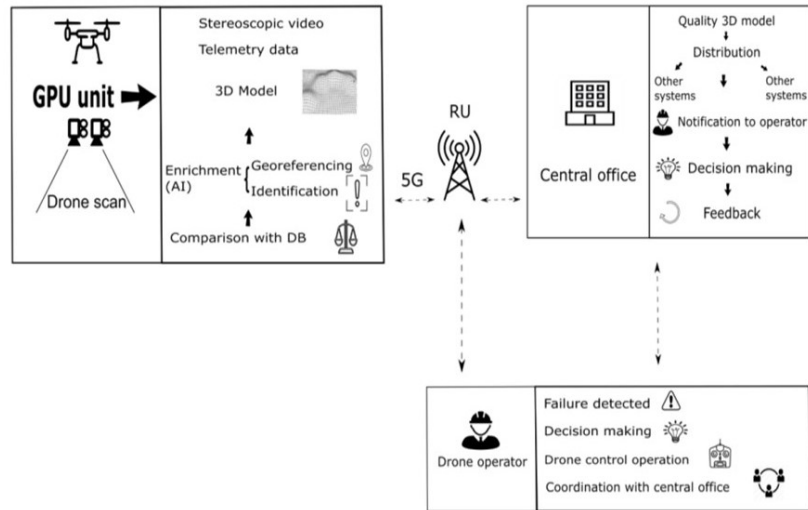 GPU unit
Drone scan
Stereoscopic video
Telemetry data
3D Model
Enrichment
(AI)
Georeferencing
Identification
Comparison with DB
5G
RU
Central office
Quality 3D model
Distribution
Other
systems
Other
systems
Notification to operator
Decision making
Feedback
Drone operator
Failure detected
Decision making
Drone control operation
Coordination with central office